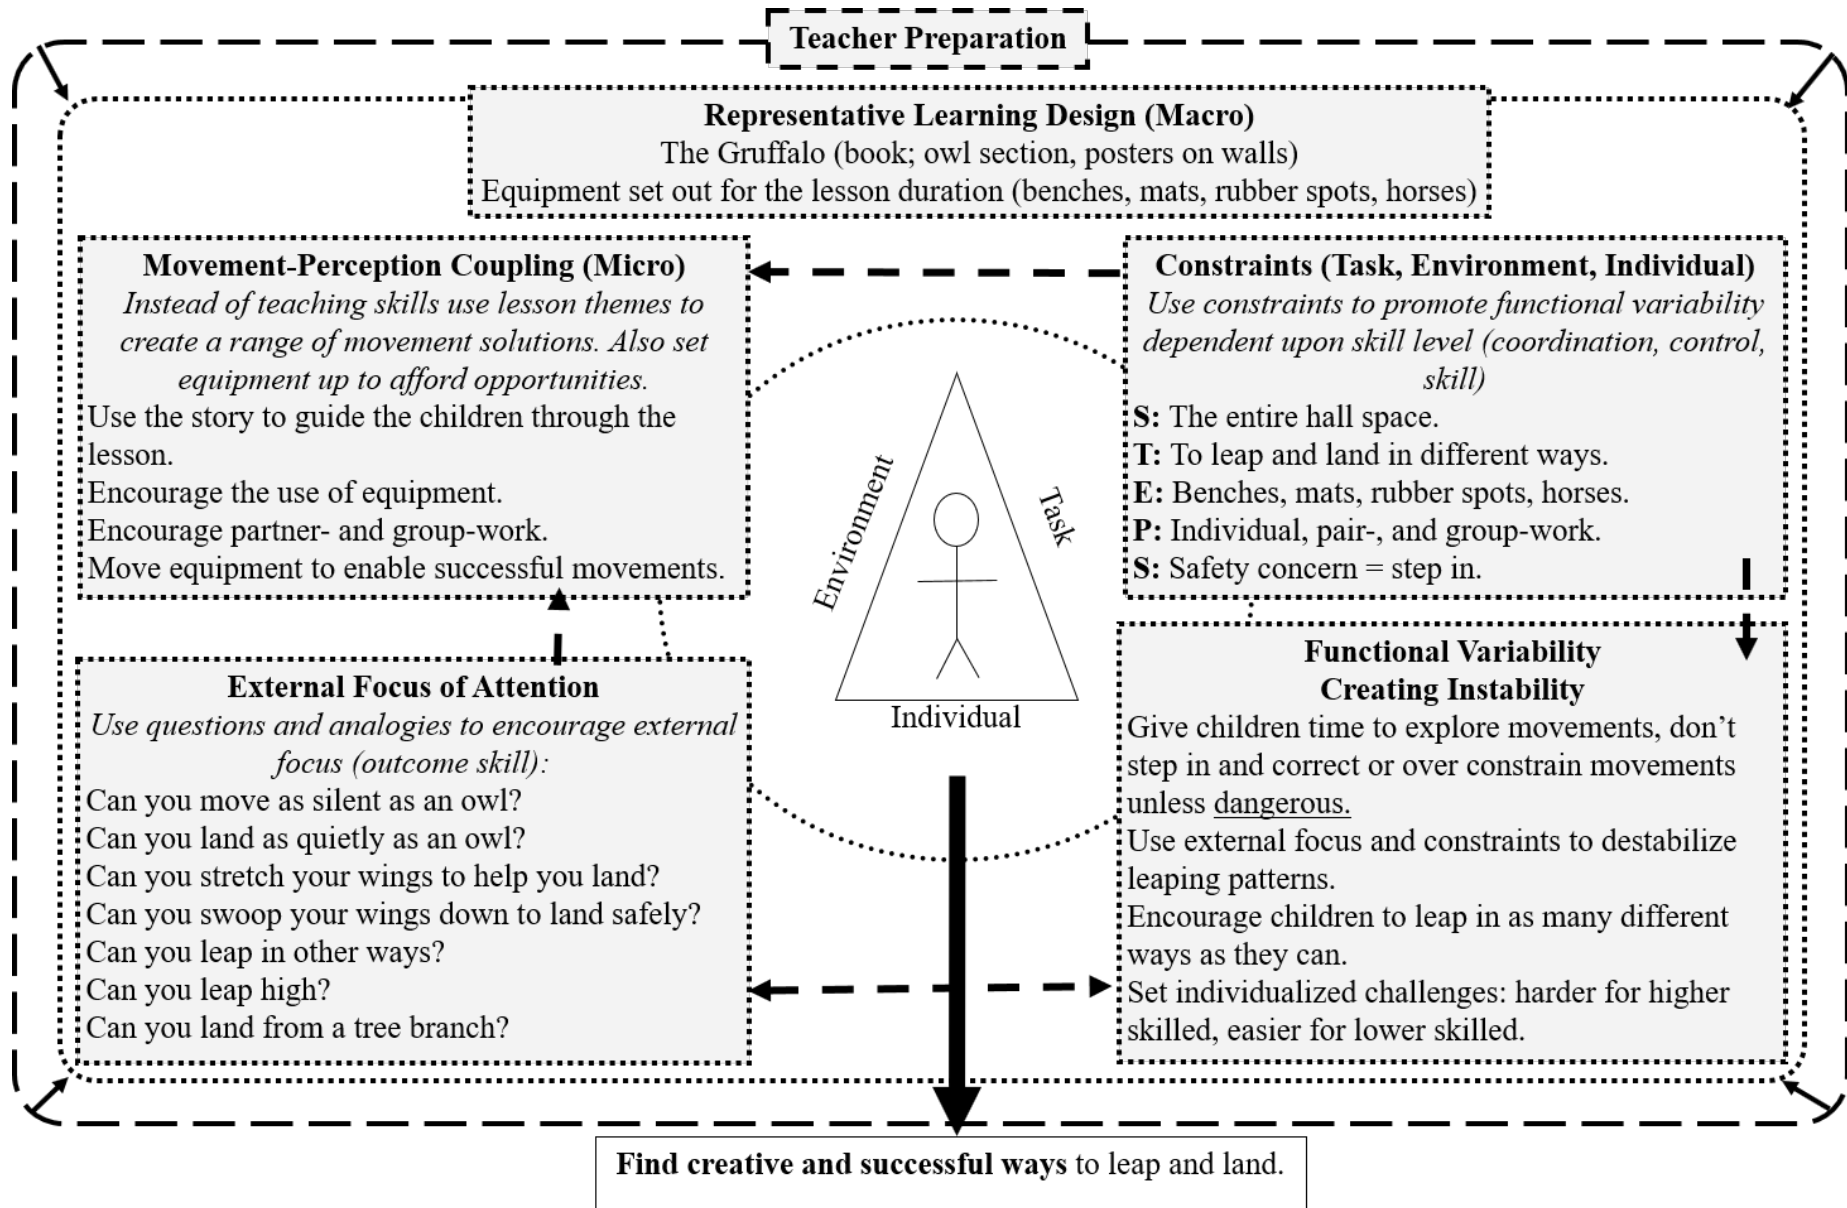 Teacher Preparation
Representative Learning Design (Macro)
The Gruffalo (book; owl section, posters on walls)
Equipment set out for the lesson duration (benches, mats, rubber spots, horses)
Movement-Perception Coupling (Micro)
Instead of teaching skills use lesson themes to
create a range of movement solutions. Also set
equipment up to afford opportunities.
Use the story to guide the children through the
lesson.
Encourage the use of equipment.
Encourage partner- and group-work.
Move equipment to enable successful movements.
Constraints (Task, Environment, Individual)
Use constraints to promote functional variability
dependent upon skill level (coordination, control,
skill)
S: The entire hall space.
T: To leap and land in different ways.
E: Benches, mats, rubber spots, horses.
P: Individual, pair-, and group-work.
S: Safety concern = step in.
Environment
Task
Individual
External Focus of Attention
Use questions and analogies to encourage external
focus (outcome skill):
Can you move as silent as an owl?
Can you land as quietly as an owl?
Can you stretch your wings to help you land?
Can you swoop your wings down to land safely?
Can you leap in other ways?
Can you leap high?
Can you land from a tree branch?
Functional Variability
Creating Instability
Give children time to explore movements, don’t
step in and correct or over constrain movements
unless dangerous.
Use external focus and constraints to destabilize
leaping patterns.
Encourage children to leap in as many different
ways as they can.
Set individualized challenges: harder for higher
skilled, easier for lower skilled.
Find creative and successful ways to leap and land.